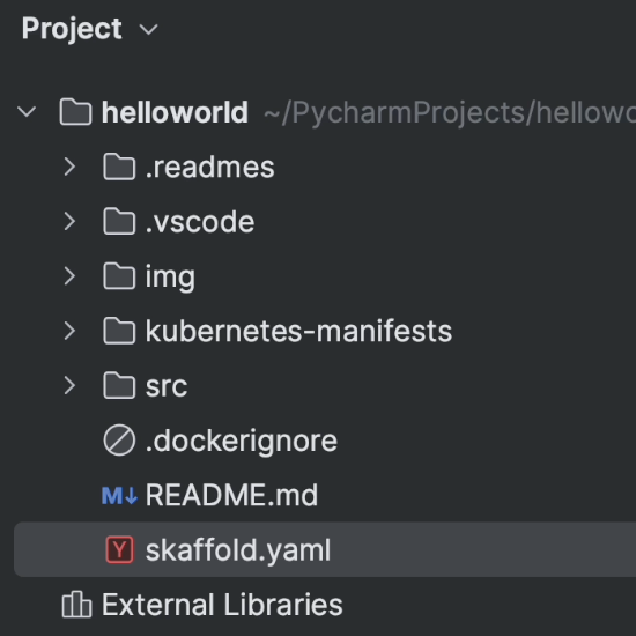 Project
helloworld ~/PycharmProjects/hellowo
.readmes
.vscode
img
kubernetes-manifests
src
.dockerignore
M↓ README.md
Y skaffold.yaml
External Libraries